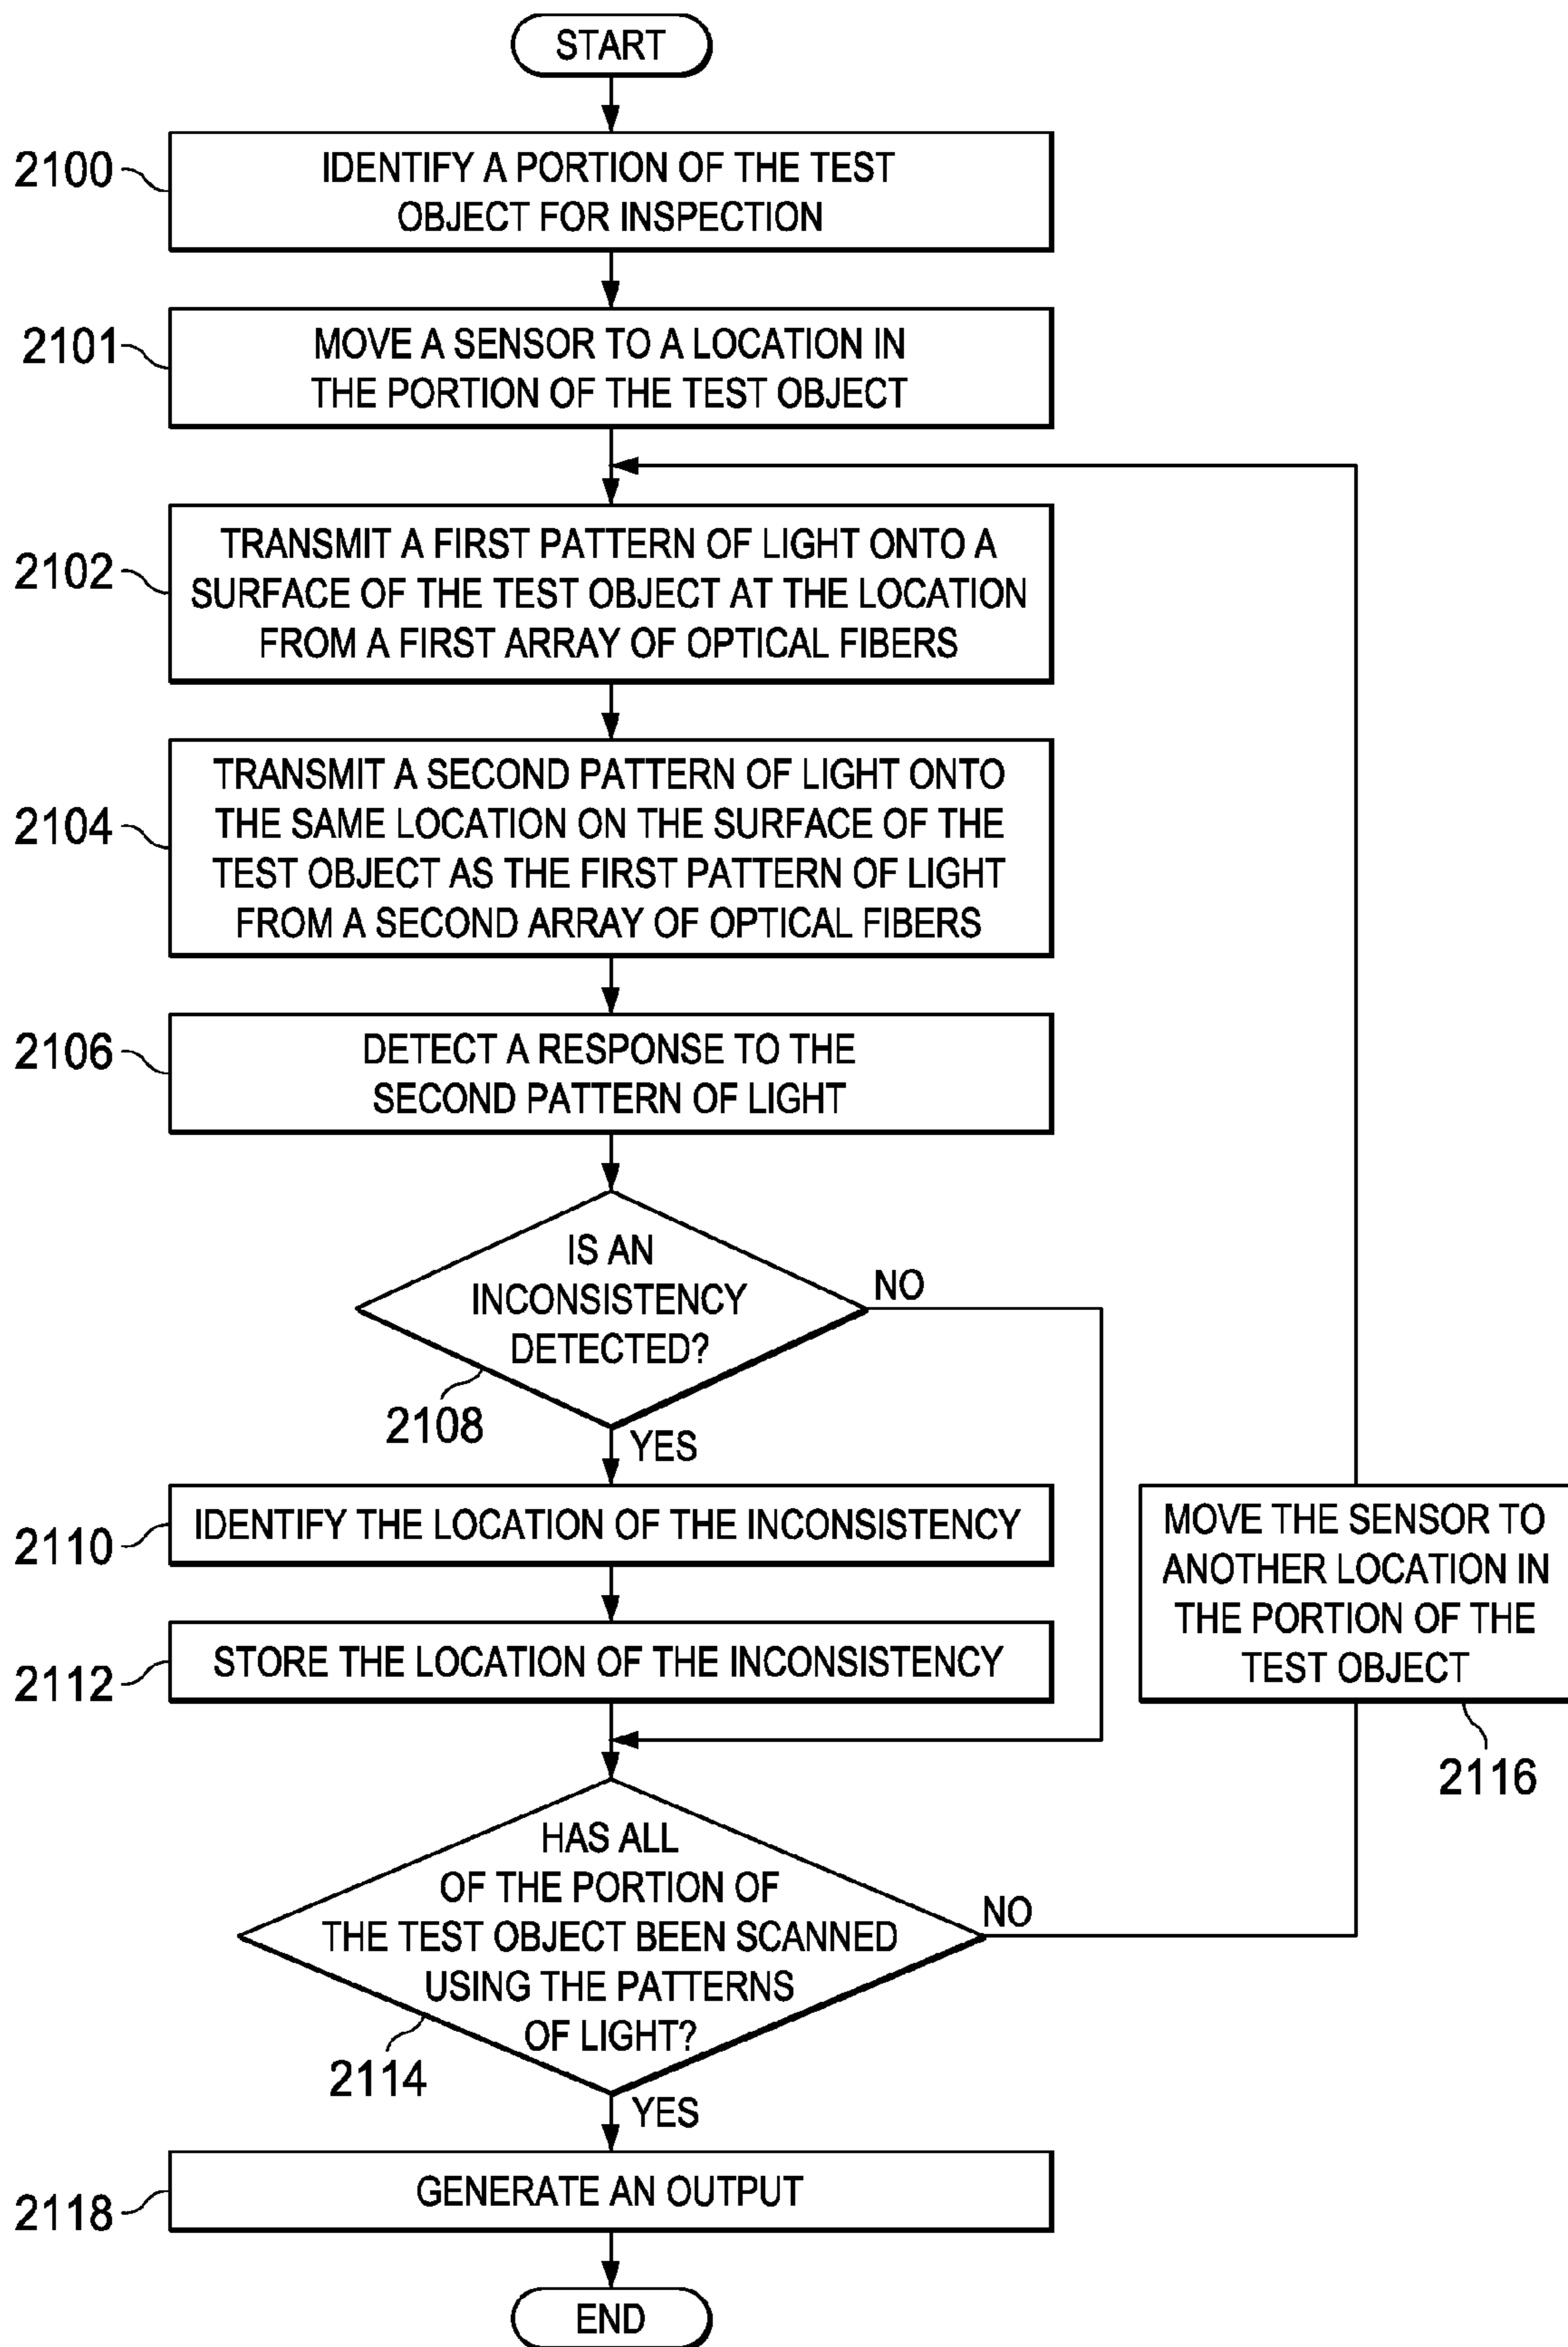 START
2100
IDENTIFY A PORTION OF THE TEST
OBJECT FOR INSPECTION
2101
MOVE A SENSOR TO A LOCATION IN
THE PORTION OF THE TEST OBJECT
2102
TRANSMIT A FIRST PATTERN OF LIGHT ONTO A
SURFACE OF THE TEST OBJECT AT THE LOCATION
FROM A FIRST ARRAY OF OPTICAL FIBERS
2104
TRANSMIT A SECOND PATTERN OF LIGHT ONTO
THE SAME LOCATION ON THE SURFACE OF THE
TEST OBJECT AS THE FIRST PATTERN OF LIGHT
FROM A SECOND ARRAY OF OPTICAL FIBERS
2106
DETECT A RESPONSE TO THE
SECOND PATTERN OF LIGHT
IS AN
INCONSISTENCY
DETECTED?
NO
2108
YES
2110
IDENTIFY THE LOCATION OF THE INCONSISTENCY
2112
STORE THE LOCATION OF THE INCONSISTENCY
MOVE THE SENSOR TO
ANOTHER LOCATION IN
THE PORTION OF THE
TEST OBJECT
2116
HAS ALL
OF THE PORTION OF
THE TEST OBJECT BEEN SCANNED
USING THE PATTERNS
OF LIGHT?
NO
2114
YES
2118
GENERATE AN OUTPUT
END